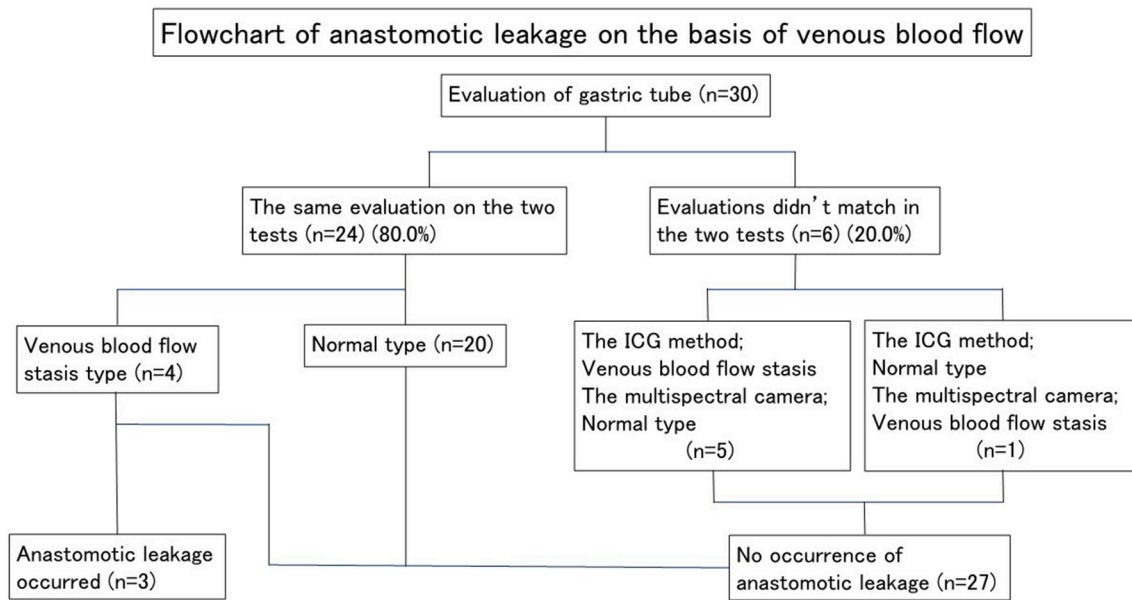 Flowchart of anastomotic leakage on the basis of venous blood flow
Evaluation of gastric tube (n=30)
The same evaluation on the two
tests (n=24) (80.0%)
Evaluations didn’t match in
the two tests (n=6) (20.0%)
Venous blood flow
stasis type (n=4)
Normal type (n=20)
The ICG method;
Venous blood flow stasis
The multispectral camera;
Normal type
(n=5)
The ICG method;
Normal type
The multispectral camera;
Venous blood flow stasis
(n=1)
Anastomotic leakage
occurred (n=3)
No occurrence of
anastomotic leakage (n=27)